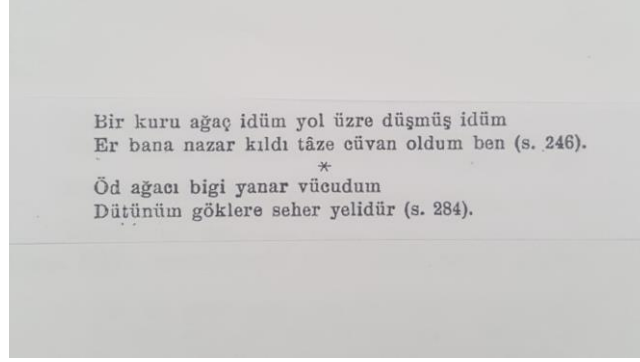 Bir kuru ağaç idüm yol üzre düşmüş idüm
Er bana nazar kıldı tâze cüvan oldum ben (s. 246).
*
Öd ağacı bigi yanar vücudum
Dütünüm göklere seher yelidür (s. 284).